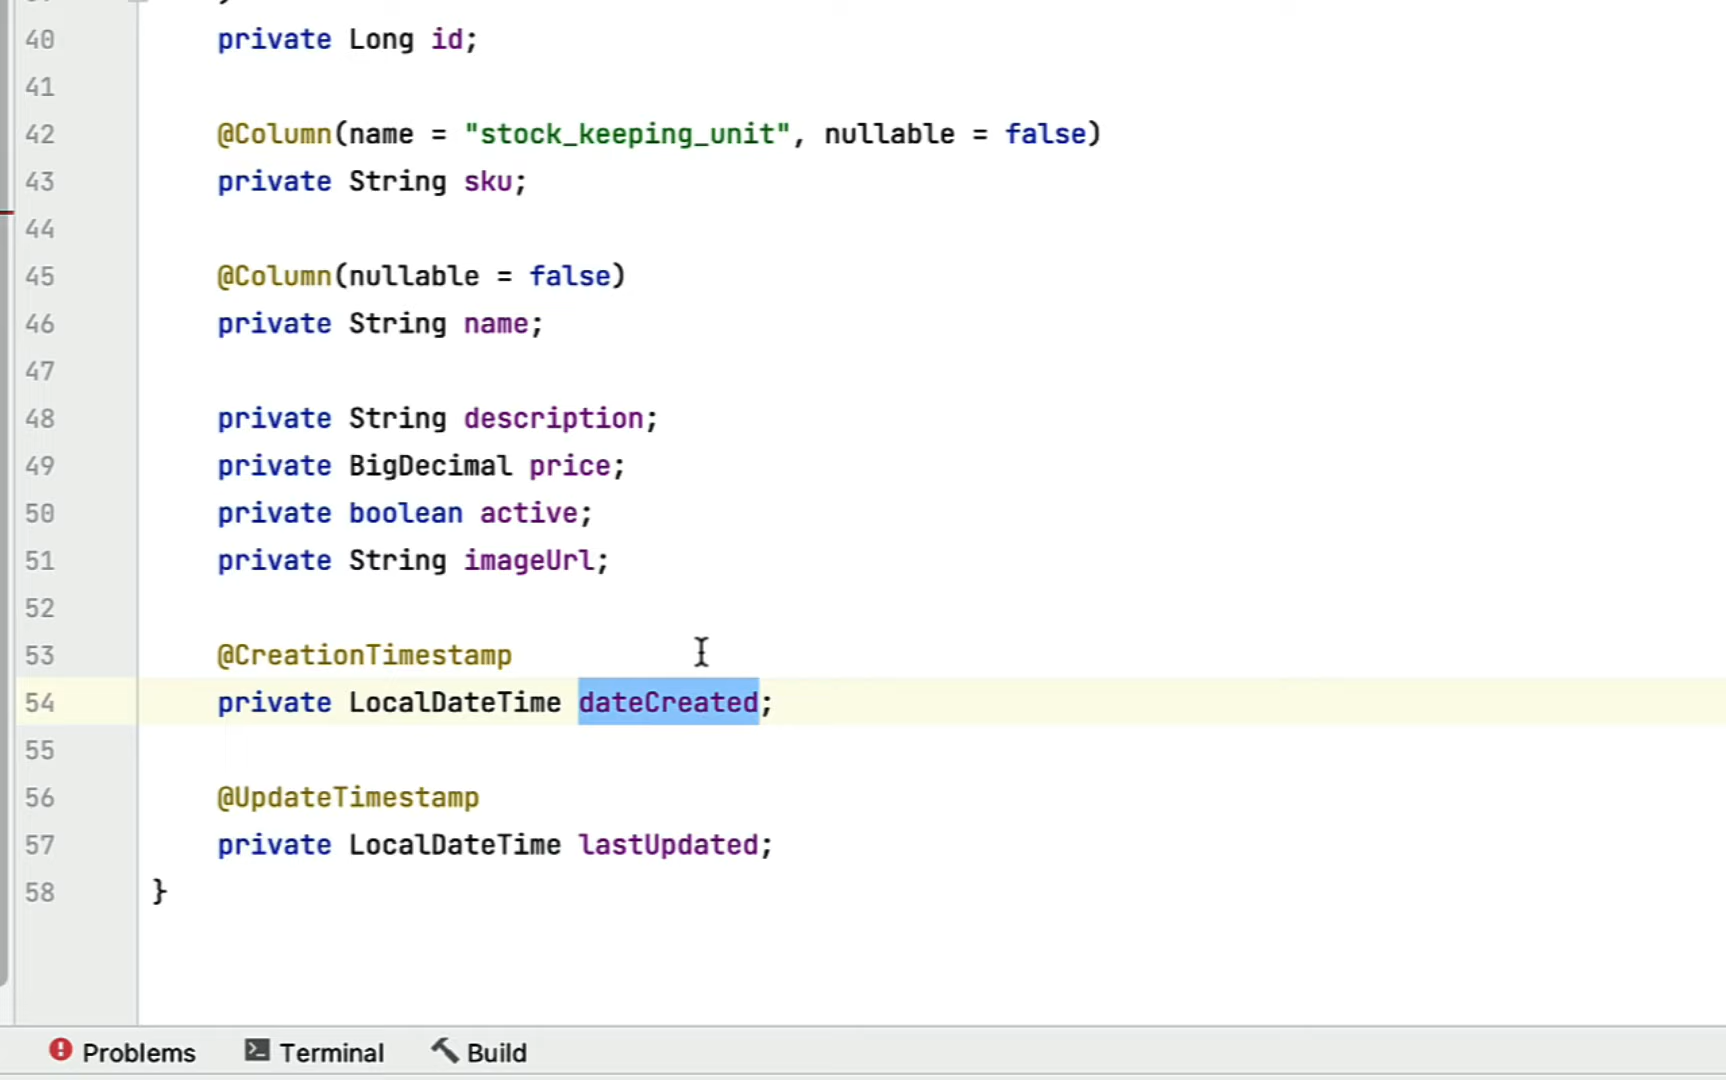 40 private Long id;
41
42 @Column(name = "stock_keeping_unit", nullable = false)
43 private String sku;
44
45 @Column(nullable = false)
46 private String name;
47
48 private String description;
49 private BigDecimal price;
50 private boolean active;
51 private String imageUrl;
52
53 @CreationTimestamp
54 private LocalDateTime dateCreated;
55
56 @UpdateTimestamp
57 private LocalDateTime lastUpdated;
58 }
Problems Terminal Build